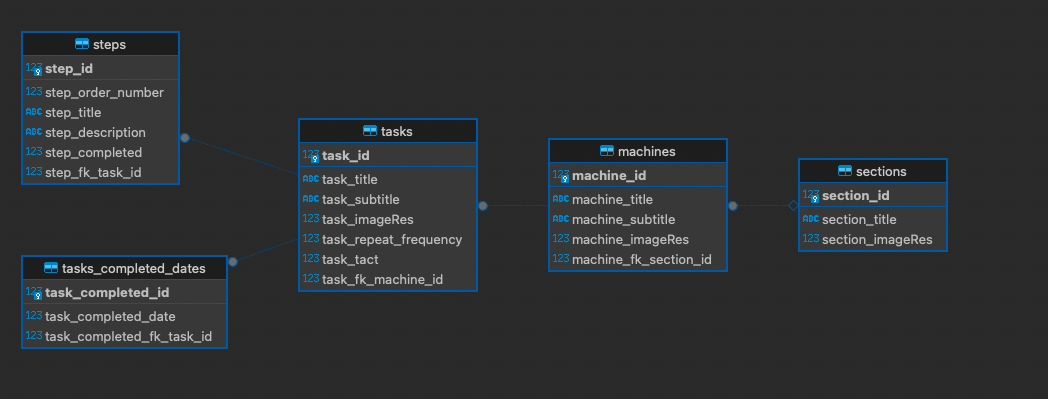 steps
123 step_id
123 step_order_number
ABC step_title
ABC step_description
123 step_completed
123 step_fk_task_id
tasks_completed_dates
123 task_completed_id
123 task_completed_date
123 task_completed_fk_task_id
tasks
123 task_id
ABC task_title
ABC task_subtitle
123 task_imageRes
123 task_repeat_frequency
123 task_tact
123 task_fk_machine_id
machines
123 machine_id
ABC machine_title
ABC machine_subtitle
123 machine_imageRes
123 machine_fk_section_id
sections
123 section_id
ABC section_title
123 section_imageRes